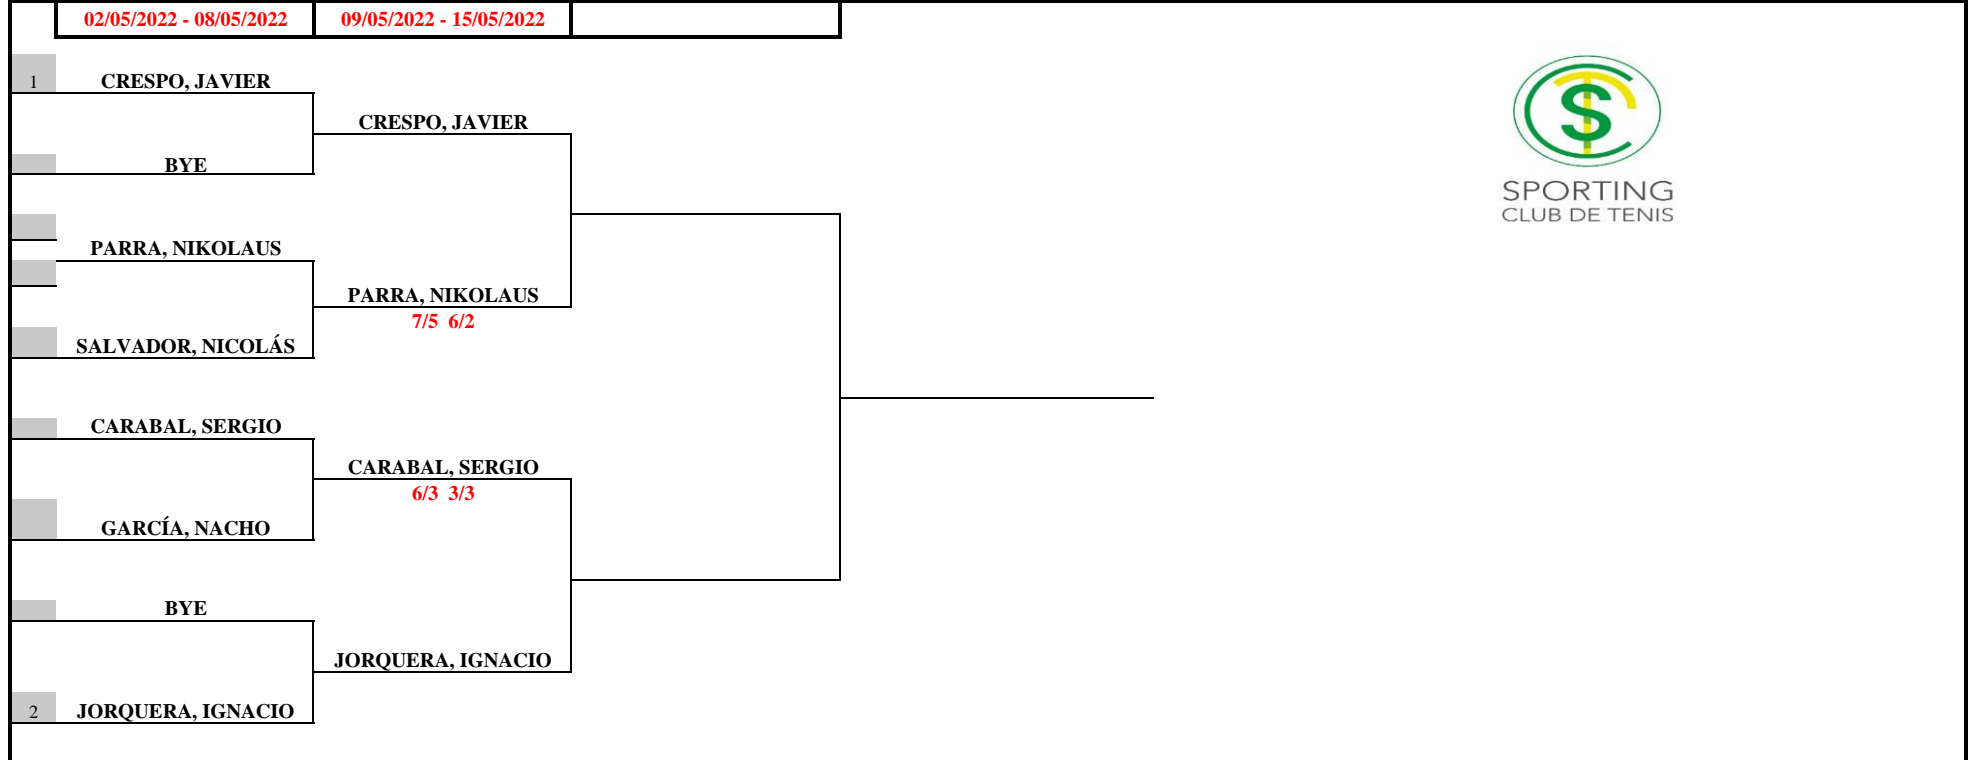 02/05/2022 - 08/05/2022 09/05/2022 - 15/05/2022
1 CRESPO, JAVIER
CRESPO, JAVIER
BYE
PARRA, NIKOLAUS
PARRA, NIKOLAUS
7/5 6/2
SALVADOR, NICOLÁS
CARABAL, SERGIO
CARABAL, SERGIO
6/3 3/3
GARCÍA, NACHO
BYE
JORQUERA, IGNACIO
2 JORQUERA, IGNACIO
SPORTING
CLUB DE TENIS